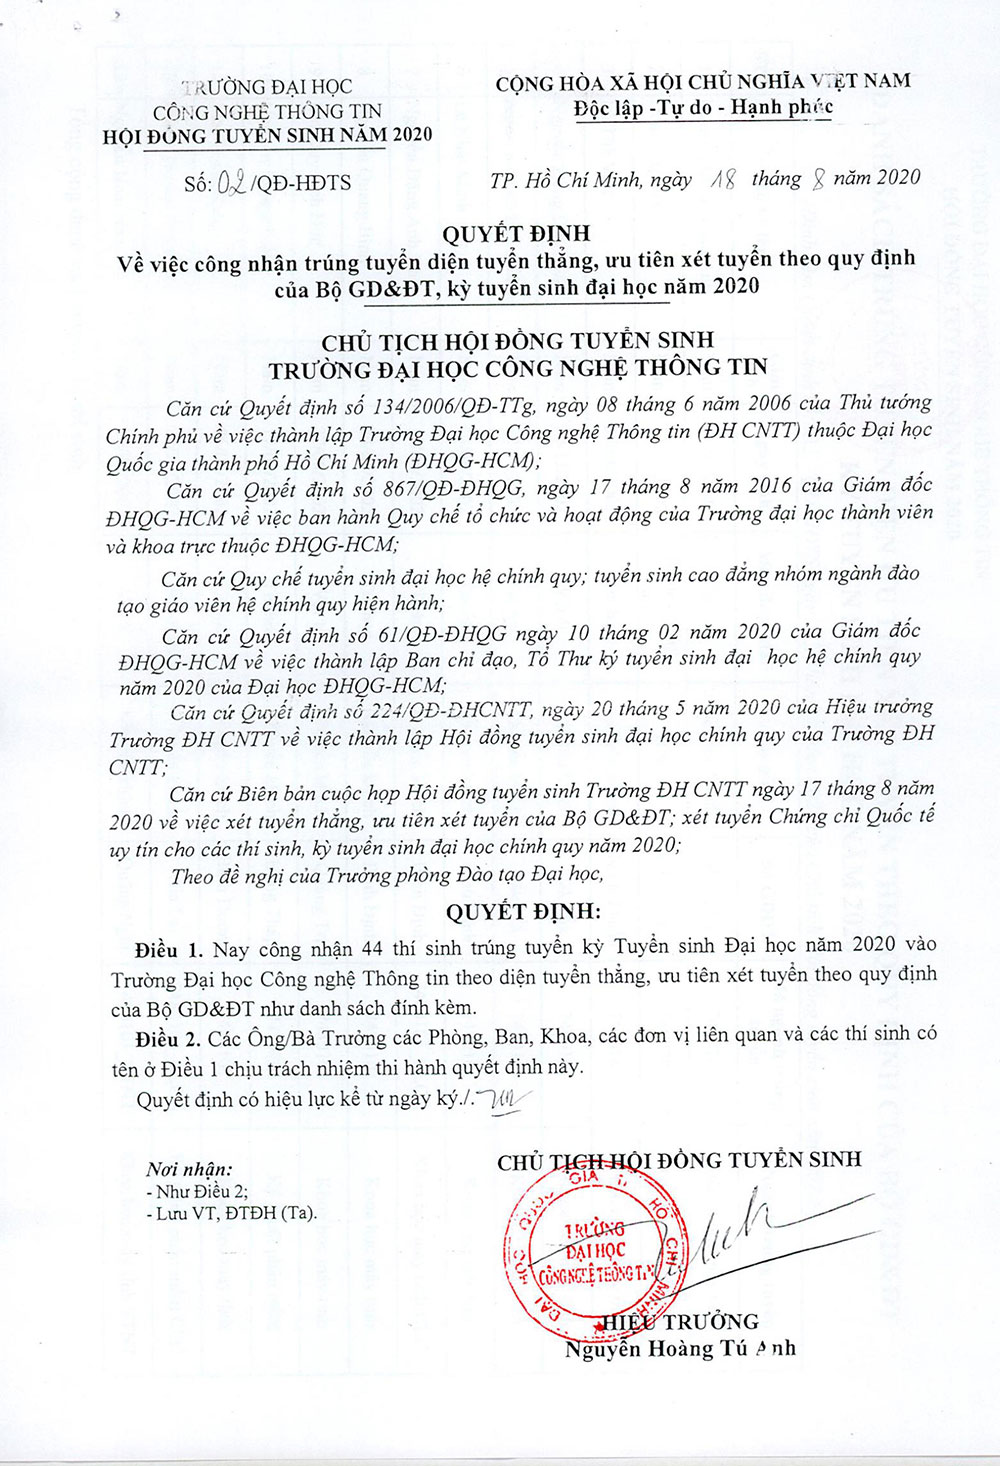 TRƯỜNG ĐẠI HỌC
CÔNG NGHỆ THÔNG TIN
HỘI ĐỒNG TUYỂN SINH NĂM 2020
Số: 02/QĐ-HĐTS
CỘNG HÒA XÃ HỘI CHỦ NGHĨA VIỆT NAM
Độc lập -Tự do - Hạnh phúc
TP. Hồ Chí Minh, ngày 18 tháng 8 năm 2020
QUYẾT ĐỊNH
Về việc công nhận trúng tuyển diện tuyển thẳng, ưu tiên xét tuyển theo quy định
của Bộ GD&ĐT, kỳ tuyển sinh đại học năm 2020
CHỦ TỊCH HỘI ĐỒNG TUYỂN SINH
TRƯỜNG ĐẠI HỌC CÔNG NGHỆ THÔNG TIN
Căn cứ Quyết định số 134/2006/QĐ-TTg, ngày 08 tháng 6 năm 2006 của Thủ tướng
Chính phủ về việc thành lập Trường Đại học Công nghệ Thông tin (ĐH CNTT) thuộc Đại học
Quốc gia thành phố Hồ Chí Minh (ĐHQG-HCM);
Căn cứ Quyết định số 867/QĐ-ĐHQG, ngày 17 tháng 8 năm 2016 của Giám đốc
ĐHQG-HCM về việc ban hành Quy chế tổ chức và hoạt động của Trường đại học thành viên
và khoa trực thuộc ĐHQG-HCM;
Căn cứ Quy chế tuyển sinh đại học hệ chính quy; tuyển sinh cao đẳng nhóm ngành đào
tạo giáo viên hệ chính quy hiện hành;
Căn cứ Quyết định số 61/QĐ-ĐHQG ngày 10 tháng 02 năm 2020 của Giám đốc
ĐHQG-HCM về việc thành lập Ban chỉ đạo, Tổ Thư ký tuyển sinh đại học hệ chính quy
năm 2020 của Đại học ĐHQG-HCM;
Căn cứ Quyết định số 224/QĐ-ĐHCNTT, ngày 20 tháng 5 năm 2020 của Hiệu trưởng
Trường ĐH CNTT về việc thành lập Hội đồng tuyển sinh đại học chính quy của Trường ĐH
CNTT;
Căn cứ Biên bản cuộc họp Hội đồng tuyển sinh Trường ĐH CNTT ngày 17 tháng 8 năm
2020 về việc xét tuyển thẳng, ưu tiên xét tuyển của Bộ GD&ĐT; xét tuyển Chứng chỉ Quốc tế
uy tín cho các thí sinh, kỳ tuyển sinh đại học chính quy năm 2020;
Theo đề nghị của Trưởng phòng Đào tạo Đại học,
QUYẾT ĐỊNH:
Điều 1. Nay công nhận 44 thí sinh trúng tuyển kỳ Tuyển sinh Đại học năm 2020 vào
Trường Đại học Công nghệ Thông tin theo diện tuyển thẳng, ưu tiên xét tuyển theo quy định
của Bộ GD&ĐT như danh sách đính kèm.
Điều 2. Các Ông/Bà Trưởng các Phòng, Ban, Khoa, các đơn vị liên quan và các thí sinh có
tên ở Điều 1 chịu trách nhiệm thi hành quyết định này.
Quyết định có hiệu lực kể từ ngày ký./.
Nơi nhận:
- Như Điều 2;
- Lưu VT, ĐTĐH (Ta).
CHỦ TỊCH HỘI ĐỒNG TUYỂN SINH
ĐẠI HỌC QUỐC GIA TP HỒ CHÍ MINH
TRƯỜNG
ĐẠI HỌC
CÔNG NGHỆ THÔNG TIN
HIỆU TRƯỞNG
Nguyễn Hoàng Tú Anh